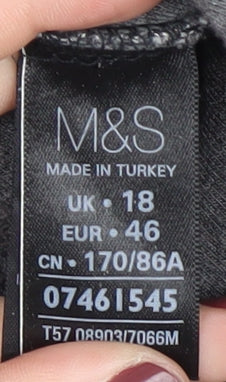 M&S
MADE IN TURKEY
UK • 18
EUR • 46
CN • 170/86A
07461545
T57 08903/7066M